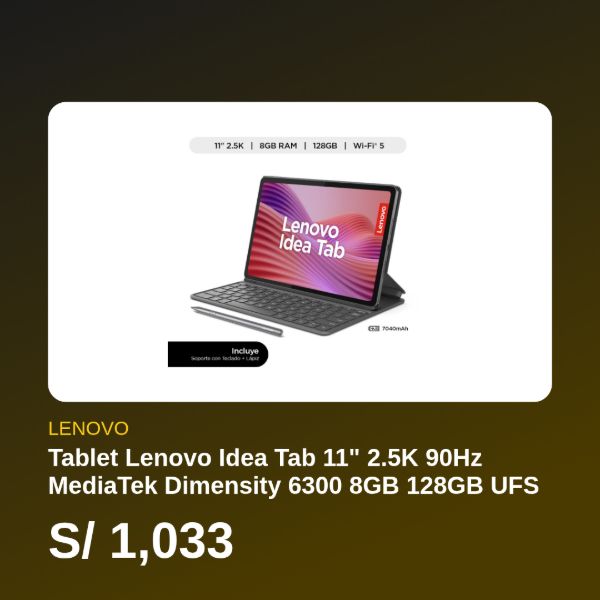 11" 2.5K | 8GB RAM | 128GB | Wi-Fi® 5
Lenovo
Idea Tab
Lenovo
7040mAh
Incluye
Soporte con Teclado + Lápiz
LENOVO
Tablet Lenovo Idea Tab 11" 2.5K 90Hz
MediaTek Dimensity 6300 8GB 128GB UFS
S/ 1,033